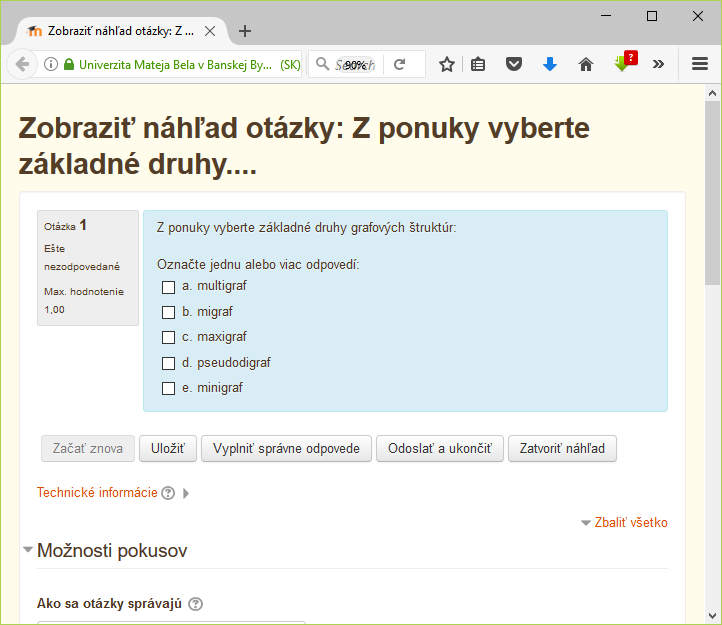 Zobraziť náhľad otázky: Z ...
Univerzita Mateja Bela v Banskej By... (SK)
Search
90%
?
Zobraziť náhľad otázky: Z ponuky vyberte
základné druhy....
Otázka 1
Ešte
nezodpovedané
Max. hodnotenie
1,00
Z ponuky vyberte základné druhy grafových štruktúr:
Označte jednu alebo viac odpovedí:
a. multigraf
b. migraf
c. maxigraf
d. pseudodigraf
e. minigraf
Začať znova
Uložiť
Vyplniť správne odpovede
Odoslať a ukončiť
Zatvoriť náhľad
Technické informácie
Zbaliť všetko
Možnosti pokusov
Ako sa otázky správajú